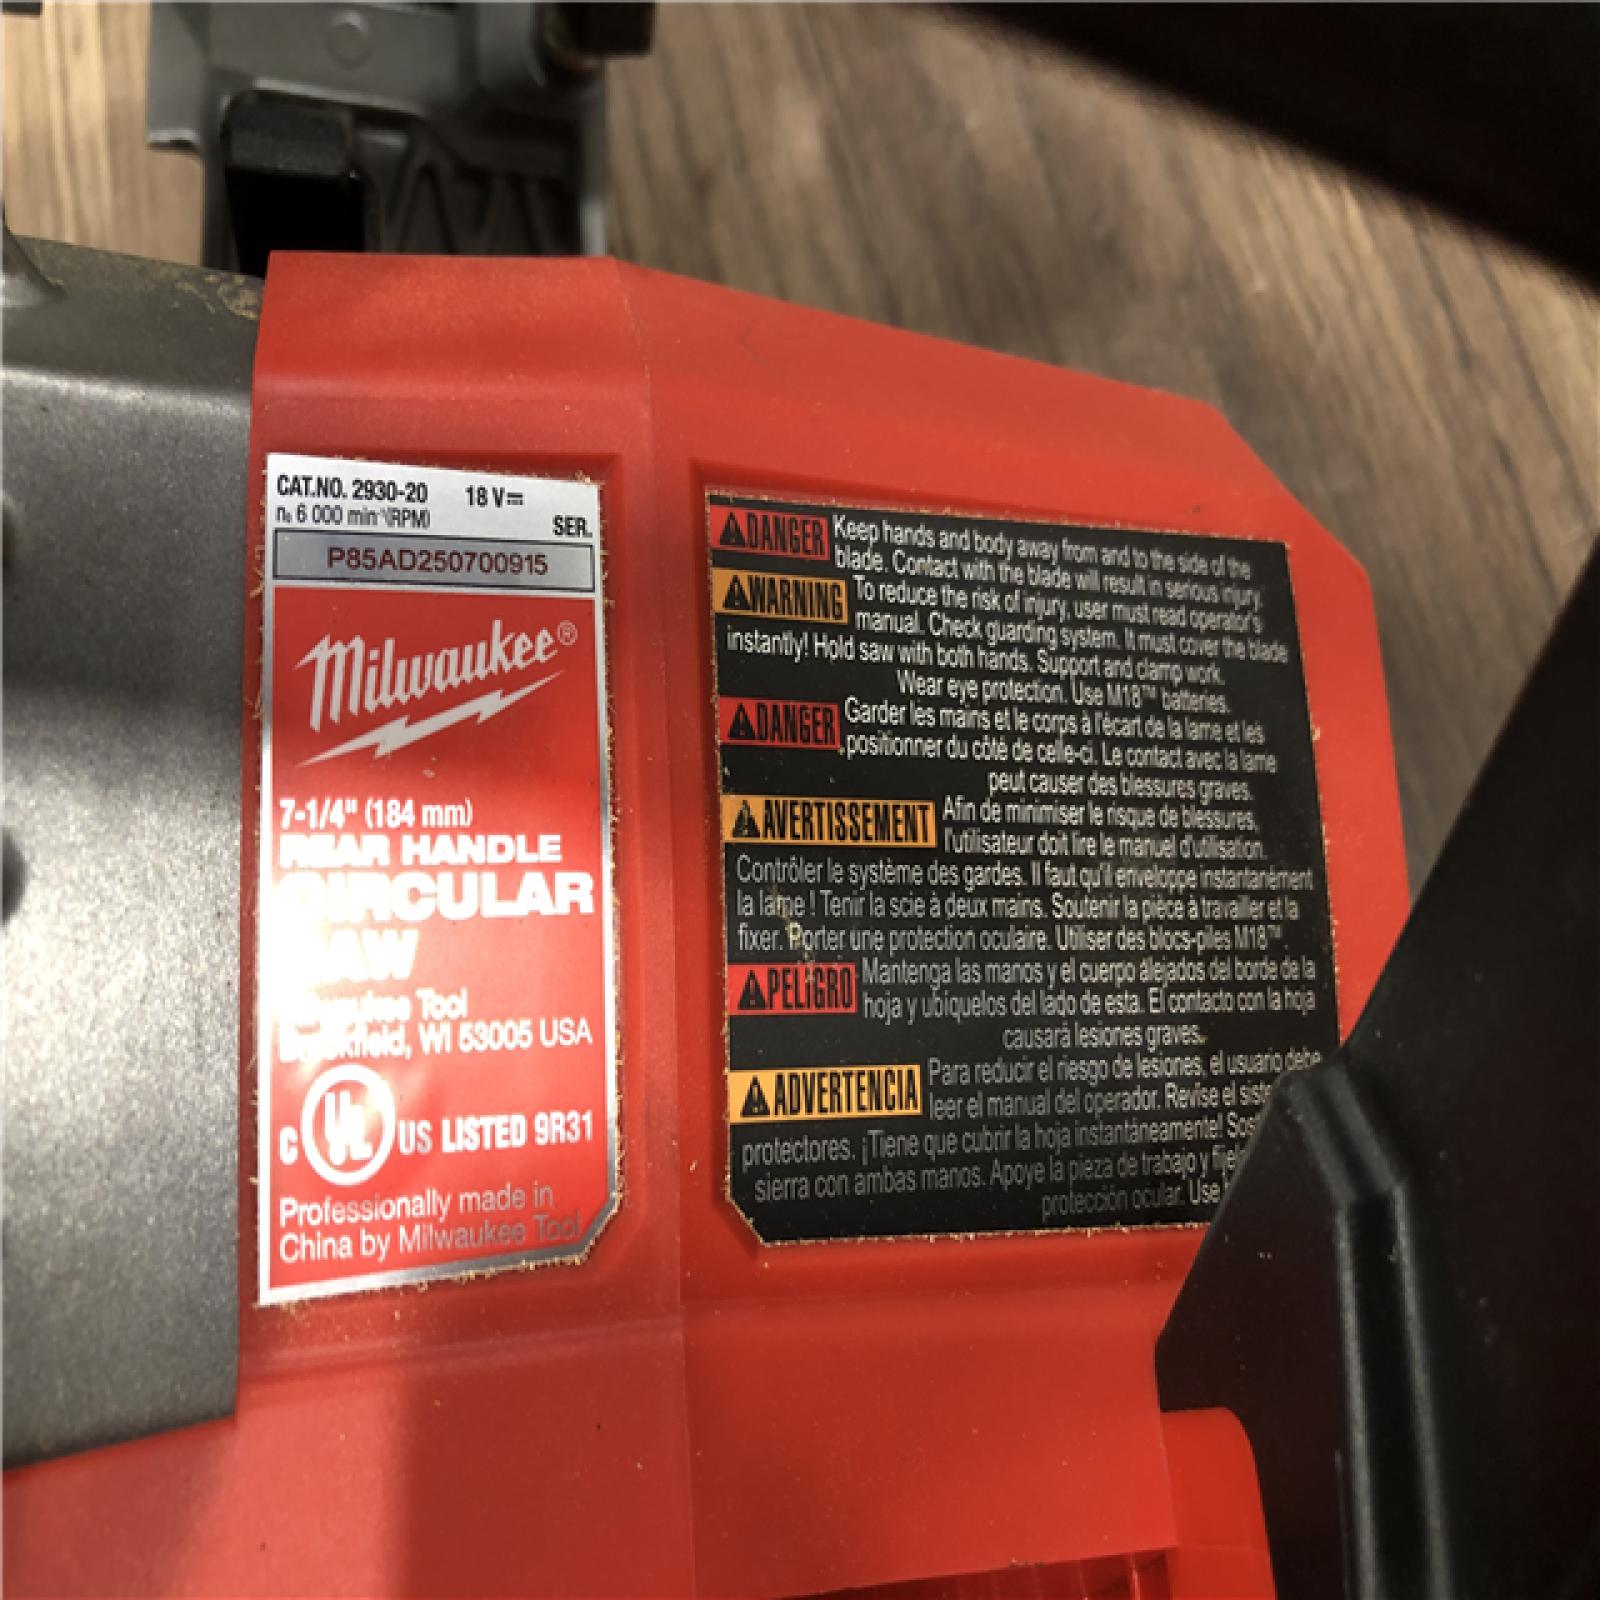 CAT.NO. 2930-20 18 V⎓
n₀ 6 000 min⁻¹(RPM) SER.
P85AD250700915
Milwaukee®
7-1/4" (184 mm)
REAR HANDLE
CIRCULAR
SAW
Milwaukee Tool
Brookfield, WI 53005 USA
C UL US LISTED 9R31
Professionally made in
China by Milwaukee Tool
DANGER Keep hands and body away from and to the side of the
blade. Contact with the blade will result in serious injury.
WARNING To reduce the risk of injury, user must read operator's
manual. Check guarding system. It must cover the blade
instantly! Hold saw with both hands. Support and clamp work.
Wear eye protection. Use M18™ batteries.
DANGER Garder les mains et le corps à l'écart de la lame et les
positionner du côté de celle-ci. Le contact avec la lame
peut causer des blessures graves.
AVERTISSEMENT Afin de minimiser le risque de blessures,
l'utilisateur doit lire le manuel d'utilisation.
Contrôler le système des gardes. Il faut qu'il enveloppe instantanément
la lame ! Tenir la scie à deux mains. Soutenir la pièce à travailler et la
fixer. Porter une protection oculaire. Utiliser des blocs-piles M18™.
PELIGRO Mantenga las manos y el cuerpo alejados del borde de la
hoja y ubíquelos del lado de esta. El contacto con la hoja
causará lesiones graves.
ADVERTENCIA Para reducir el riesgo de lesiones, el usuario debe
leer el manual del operador. Revise el
protectores. ¡Tiene que cubrir la hoja instantáneamente!
sierra con ambas manos. Apoye la pieza de trabajo y
protección ocular. Use